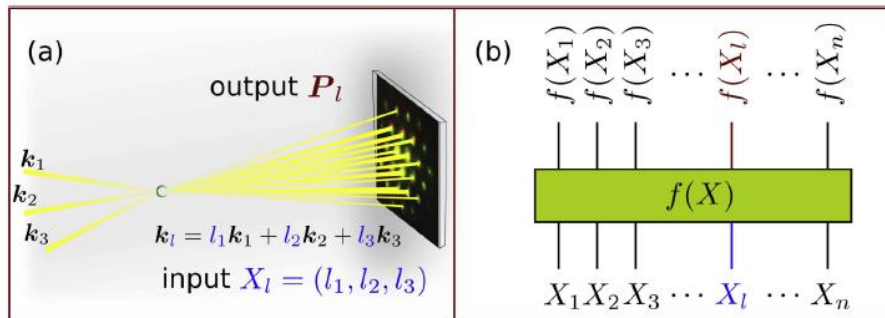 (a)
output P_l
k_1
k_2
k_3
k_l = l_1k_1 + l_2k_2 + l_3k_3
input X_l = (l_1, l_2, l_3)
(b)
f(X_1) f(X_2) f(X_3) ⋯ f(X_l) ⋯ f(X_n)
f(X)
X_1 X_2 X_3 ⋯ X_l ⋯ X_n